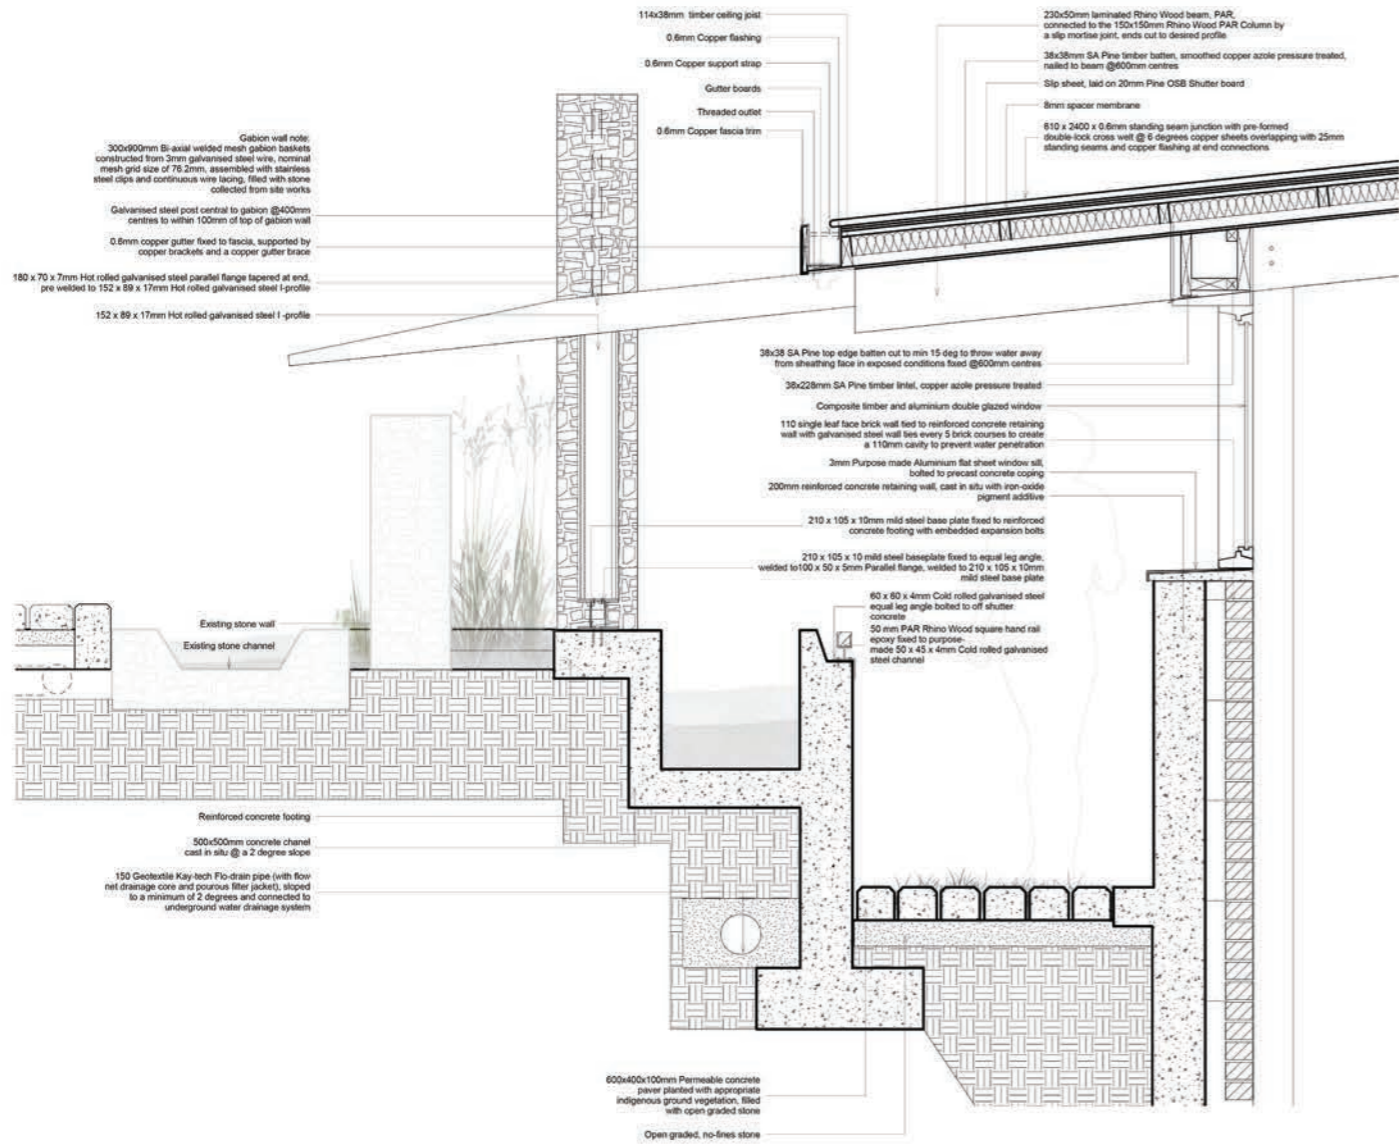 114x38mm timber ceiling joist
0.6mm Copper flashing
0.6mm Copper support strap
Gutter boards
Threaded outlet
0.6mm Copper fascia trim
230x50mm laminated Rhino Wood beam, PAR,
connected to the 150x150mm Rhino Wood PAR Column by
a slip mortise joint, ends cut to desired profile
38x38mm SA Pine timber batten, smoothed copper azole pressure treated,
nailed to beam @600mm centres
Slip sheet, laid on 20mm Pine OSB Shutter board
8mm spacer membrane
610 x 2400 x 0.6mm standing seam junction with pre-formed
double-lock cross welt @ 6 degrees copper sheets overlapping with 25mm
standing seams and copper flashing at end connections
Gabion wall note:
300x900mm Bi-axial welded mesh gabion baskets
constructed from 3mm galvanised steel wire, nominal
mesh grid size of 76.2mm, assembled with stainless
steel clips and continuous wire lacing, filled with stone
collected from site works
Galvanised steel post central to gabion @400mm
centres to within 100mm of top of gabion wall
0.6mm copper gutter fixed to fascia, supported by
copper brackets and a copper gutter brace
180 x 70 x 7mm Hot rolled galvanised steel parallel flange tapered at end,
pre welded to 152 x 89 x 17mm Hot rolled galvanised steel I-profile
152 x 89 x 17mm Hot rolled galvanised steel I -profile
38x38 SA Pine top edge batten cut to min 15 deg to throw water away
from sheathing face in exposed conditions fixed @600mm centres
38x228mm SA Pine timber lintel, copper azole pressure treated
Composite timber and aluminium double glazed window
110 single leaf face brick wall tied to reinforced concrete retaining
wall with galvanised steel wall ties every 5 brick courses to create
a 110mm cavity to prevent water penetration
3mm Purpose made Aluminium flat sheet window sill,
bolted to precast concrete coping
200mm reinforced concrete retaining wall, cast in situ with iron-oxide
pigment additive
210 x 105 x 10mm mild steel base plate fixed to reinforced
concrete footing with embedded expansion bolts
210 x 105 x 10 mild steel baseplate fixed to equal leg angle,
welded to100 x 50 x 5mm Parallel flange, welded to 210 x 105 x 10mm
mild steel base plate
60 x 60 x 4mm Cold rolled galvanised steel
equal leg angle bolted to off shutter
concrete
50 mm PAR Rhino Wood square hand rail
epoxy fixed to purpose-
made 50 x 45 x 4mm Cold rolled galvanised
steel channel
Existing stone wall
Existing stone channel
Reinforced concrete footing
500x500mm concrete chanel
cast in situ @ a 2 degree slope
150 Geotextile Kay-tech Flo-drain pipe (with flow
net drainage core and pourous filter jacket), sloped
to a minimum of 2 degrees and connected to
underground water drainage system
600x400x100mm Permeable concrete
paver planted with appropriate
indigenous ground vegetation, filled
with open graded stone
Open graded, no-fines stone